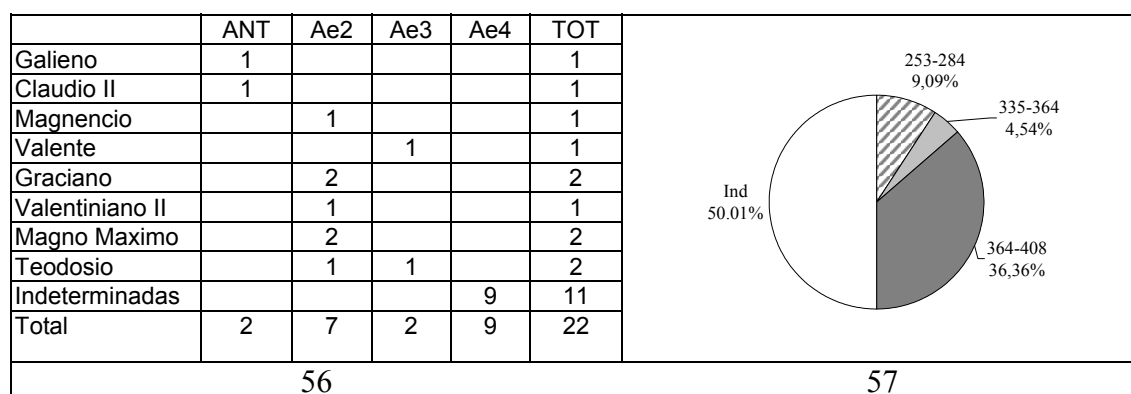 ANT Ae2 Ae3 Ae4 TOT
Galieno 1 1
Claudio II 1 1
Magnencio 1 1
Valente 1 1
Graciano 2 2
Valentiniano II 1 1
Magno Maximo 2 2
Teodosio 1 1 2
Indeterminadas 9 11
Total 2 7 2 9 22
56
253-284
9,09%
335-364
4,54%
Ind
50.01%
364-408
36,36%
57